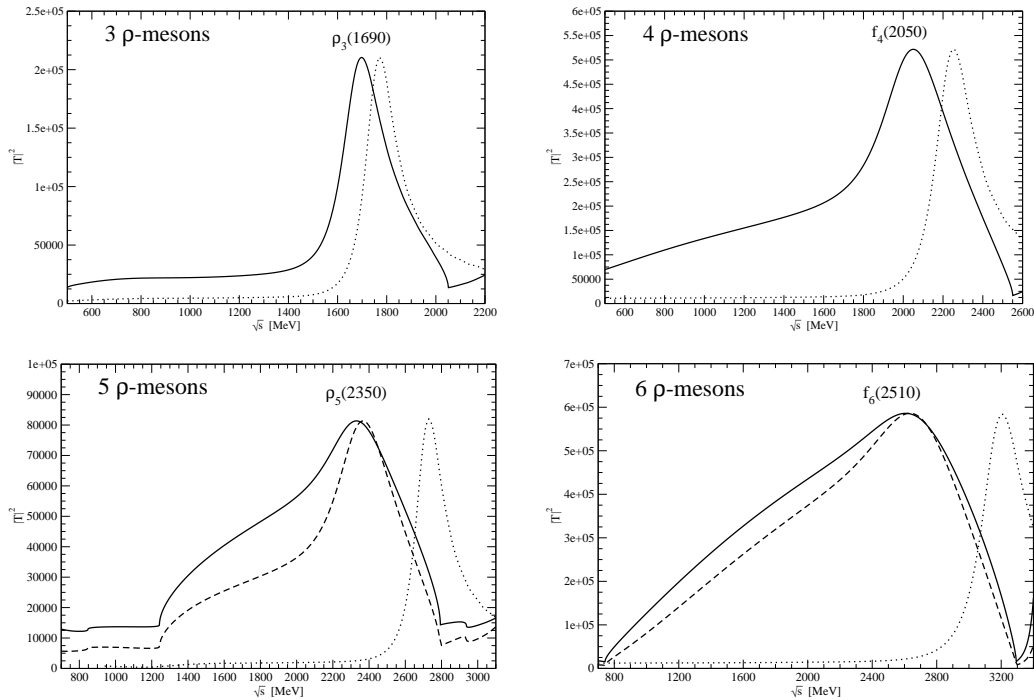 3 ρ-mesons
ρ3(1690)
2.5e+05
2e+05
1.5e+05
1e+05
50000
0
|T|²
600 800 1000 1200 1400 1600 1800 2000 2200
√s [MeV]
4 ρ-mesons
f4(2050)
6e+05
5.5e+05
5e+05
4.5e+05
4e+05
3.5e+05
3e+05
2.5e+05
2e+05
1.5e+05
1e+05
50000
0
|T|²
600 800 1000 1200 1400 1600 1800 2000 2200 2400 2600
√s [MeV]
5 ρ-mesons
ρ5(2350)
1e+05
90000
80000
70000
60000
50000
40000
30000
20000
10000
0
|T|²
800 1000 1200 1400 1600 1800 2000 2200 2400 2600 2800 3000
√s [MeV]
6 ρ-mesons
f6(2510)
7e+05
6e+05
5e+05
4e+05
3e+05
2e+05
1e+05
0
|T|²
800 1200 1600 2000 2400 2800 3200
√s [MeV]